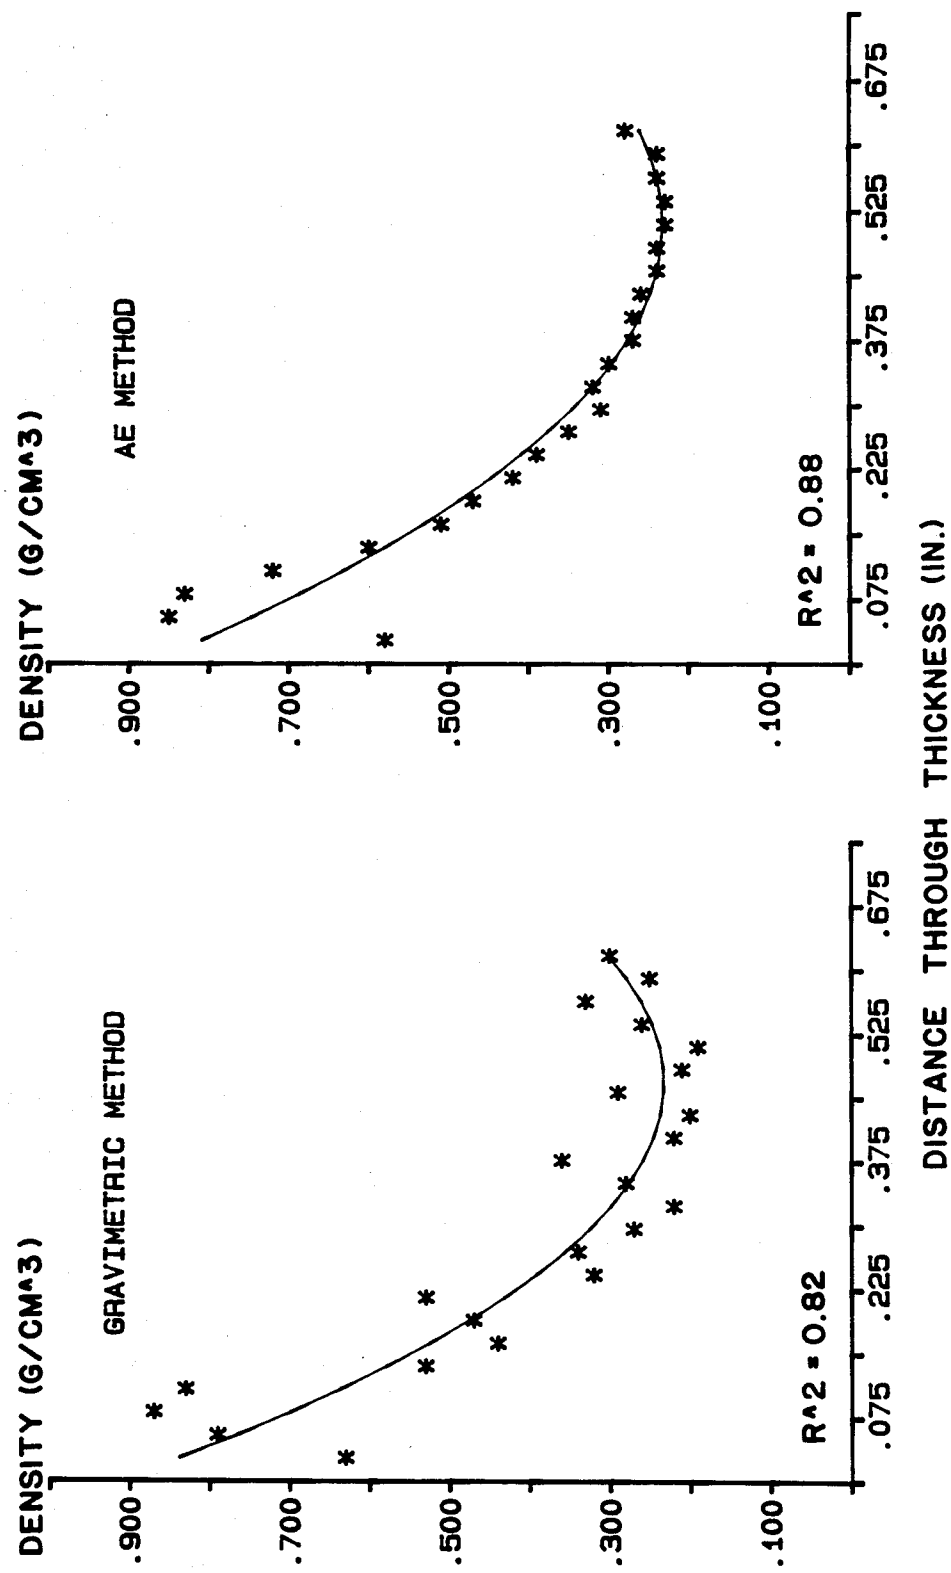 DENSITY (G/CM^3)
GRAVIMETRIC METHOD
.900
.700
.500
.300
.100
R^2 = 0.82
.075
.225
.375
.525
.675
DENSITY (G/CM^3)
AE METHOD
.900
.700
.500
.300
.100
R^2 = 0.88
.075
.225
.375
.525
.675
DISTANCE THROUGH THICKNESS (IN.)